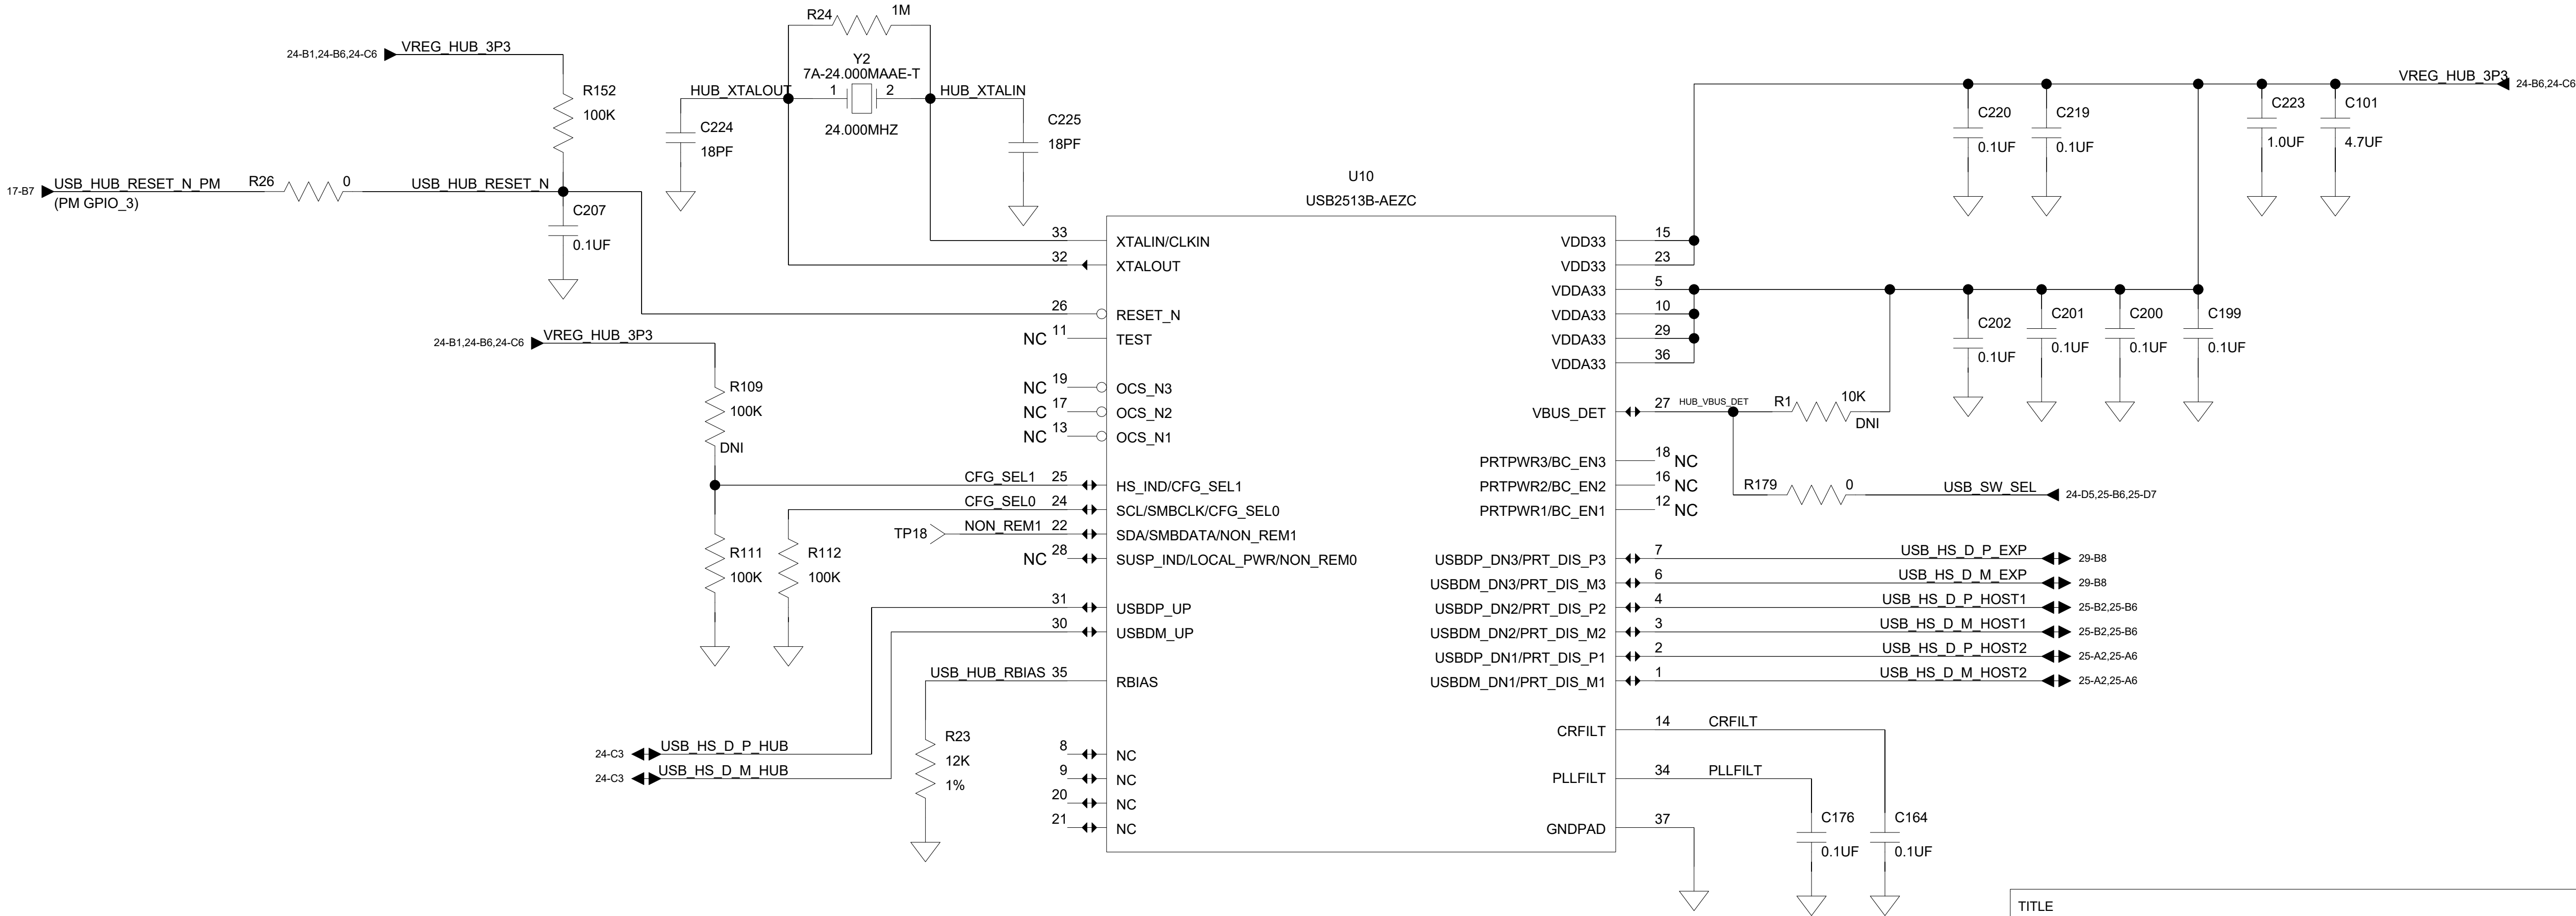 R24 1M
24-B1,24-B6,24-C6 VREG_HUB_3P3
Y2
7A-24.000MAAE-T
HUB_XTALOUT 1 2 HUB_XTALIN
24.000MHZ
R152
100K
C224
18PF
C225
18PF
17-B7 USB_HUB_RESET_N_PM R26 0 USB_HUB_RESET_N
(PM GPIO_3)
C207
0.1UF
VREG_HUB_3P3 24-B6,24-C6
C220
0.1UF
C219
0.1UF
C223
1.0UF
C101
4.7UF
U10
USB2513B-AEZC
33 XTALIN/CLKIN
32 XTALOUT
26 RESET_N
NC 11 TEST
NC 19 OCS_N3
NC 17 OCS_N2
NC 13 OCS_N1
CFG_SEL1 25 HS_IND/CFG_SEL1
CFG_SEL0 24 SCL/SMBCLK/CFG_SEL0
TP18 NON_REM1 22 SDA/SMBDATA/NON_REM1
NC 28 SUSP_IND/LOCAL_PWR/NON_REM0
31 USBDP_UP
30 USBDM_UP
USB_HUB_RBIAS 35 RBIAS
8 NC
9 NC
20 NC
21 NC
24-B1,24-B6,24-C6 VREG_HUB_3P3
R109
100K
DNI
R111
100K
R112
100K
R23
12K
1%
24-C3 USB_HS_D_P_HUB
24-C3 USB_HS_D_M_HUB
VDD33 15
VDD33 23
VDDA33 5
VDDA33 10
VDDA33 29
VDDA33 36
VBUS_DET 27 HUB_VBUS_DET R1 10K
DNI
PRTPWR3/BC_EN3 18 NC
PRTPWR2/BC_EN2 16 NC
PRTPWR1/BC_EN1 12 NC
R179 0 USB_SW_SEL 24-D5,25-B6,25-D7
USBDP_DN3/PRT_DIS_P3 7 USB_HS_D_P_EXP 29-B8
USBDM_DN3/PRT_DIS_M3 6 USB_HS_D_M_EXP 29-B8
USBDP_DN2/PRT_DIS_P2 4 USB_HS_D_P_HOST1 25-B2,25-B6
USBDM_DN2/PRT_DIS_M2 3 USB_HS_D_M_HOST1 25-B2,25-B6
USBDP_DN1/PRT_DIS_P1 2 USB_HS_D_P_HOST2 25-A2,25-A6
USBDM_DN1/PRT_DIS_M1 1 USB_HS_D_M_HOST2 25-A2,25-A6
CRFILT 14 CRFILT
PLLFILT 34 PLLFILT
GNDPAD 37
C202
0.1UF
C201
0.1UF
C200
0.1UF
C199
0.1UF
C176
0.1UF
C164
0.1UF
TITLE